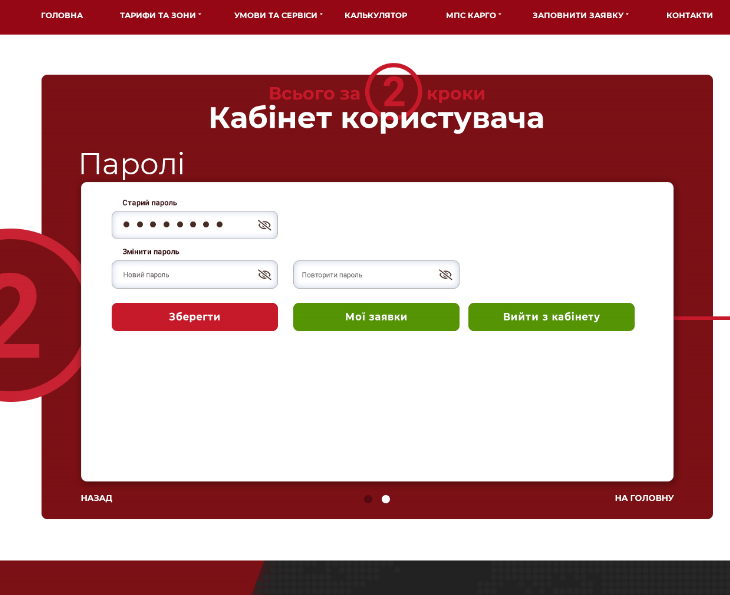 ГОЛОВНА ТАРИФИ ТА ЗОНИ УМОВИ ТА СЕРВІСИ КАЛЬКУЛЯТОР МПС КАРГО ЗАПОВНИТИ ЗАЯВКУ КОНТАКТИ
Всього за 2 кроки
Кабінет користувача
Паролі
Старий пароль
Змінити пароль
Новий пароль Повторити пароль
2
Зберегти Мої заявки Вийти з кабінету
НАЗАД НА ГОЛОВНУ